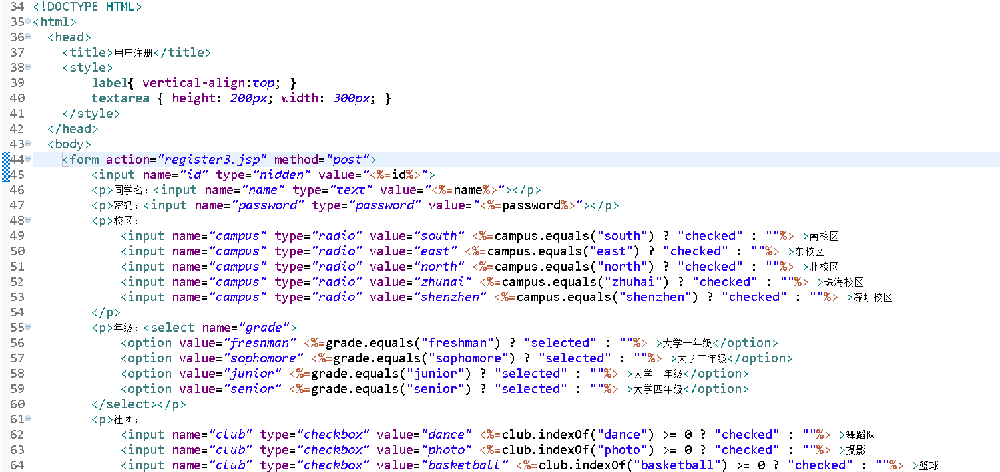 34 <!DOCTYPE HTML>
35 <html>
36 <head>
37 <title>用户注册</title>
38 <style>
39 label{ vertical-align:top; }
40 textarea { height: 200px; width: 300px; }
41 </style>
42 </head>
43 <body>
44 <form action="register3.jsp" method="post">
45 <input name="id" type="hidden" value="<%=id%>">
46 <p>同学名:<input name="name" type="text" value="<%=name%>"></p>
47 <p>密码:<input name="password" type="password" value="<%=password%>"></p>
48 <p>校区:
49 <input name="campus" type="radio" value="south" <%=campus.equals("south") ? "checked" : ""%> >南校区
50 <input name="campus" type="radio" value="east" <%=campus.equals("east") ? "checked" : ""%> >东校区
51 <input name="campus" type="radio" value="north" <%=campus.equals("north") ? "checked" : ""%> >北校区
52 <input name="campus" type="radio" value="zhuhai" <%=campus.equals("zhuhai") ? "checked" : ""%> >珠海校区
53 <input name="campus" type="radio" value="shenzhen" <%=campus.equals("shenzhen") ? "checked" : ""%> >深圳校区
54 </p>
55 <p>年级:<select name="grade">
56 <option value="freshman" <%=grade.equals("freshman") ? "selected" : ""%> >大学一年级</option>
57 <option value="sophomore" <%=grade.equals("sophomore") ? "selected" : ""%> >大学二年级</option>
58 <option value="junior" <%=grade.equals("junior") ? "selected" : ""%> >大学三年级</option>
59 <option value="senior" <%=grade.equals("senior") ? "selected" : ""%> >大学四年级</option>
60 </select></p>
61 <p>社团:
62 <input name="club" type="checkbox" value="dance" <%=club.indexOf("dance") >= 0 ? "checked" : ""%> >舞蹈队
63 <input name="club" type="checkbox" value="photo" <%=club.indexOf("photo") >= 0 ? "checked" : ""%> >摄影
64 <input name="club" type="checkbox" value="basketball" <%=club.indexOf("basketball") >= 0 ? "checked" : ""%> >篮球